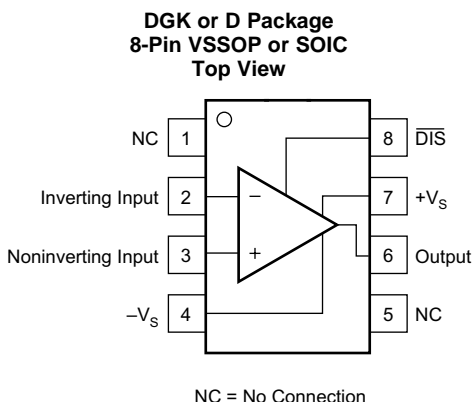 DGK or D Package
8-Pin VSSOP or SOIC
Top View
NC 1
8 DIS
Inverting Input 2
−
7 +VS
Noninverting Input 3
+
6 Output
−VS 4
5 NC
NC = No Connection